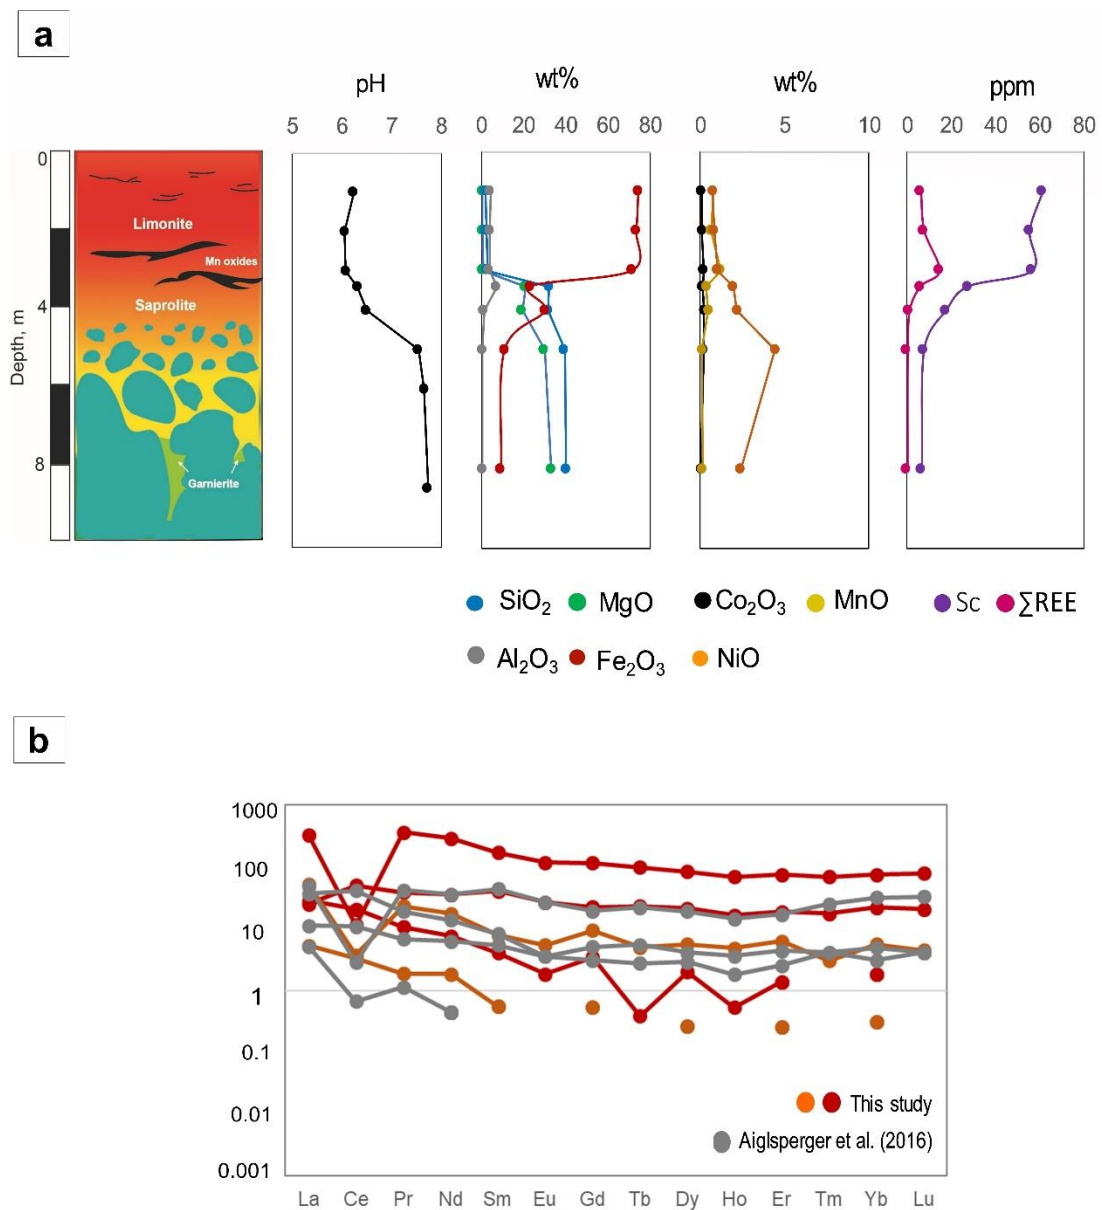 a
pH
wt%
wt%
ppm
5 6 7 8
0 20 40 60 80
0 5 10
0 20 40 60 80
0
Limonite
Mn oxides
Saprolite
4
Depth, m
8
Garnierite
SiO₂ MgO Co₂O₃ MnO Sc ∑REE
Al₂O₃ Fe₂O₃ NiO
b
1000
100
10
1
0.1
0.01
0.001
This study
Aiglsperger et al. (2016)
La Ce Pr Nd Sm Eu Gd Tb Dy Ho Er Tm Yb Lu